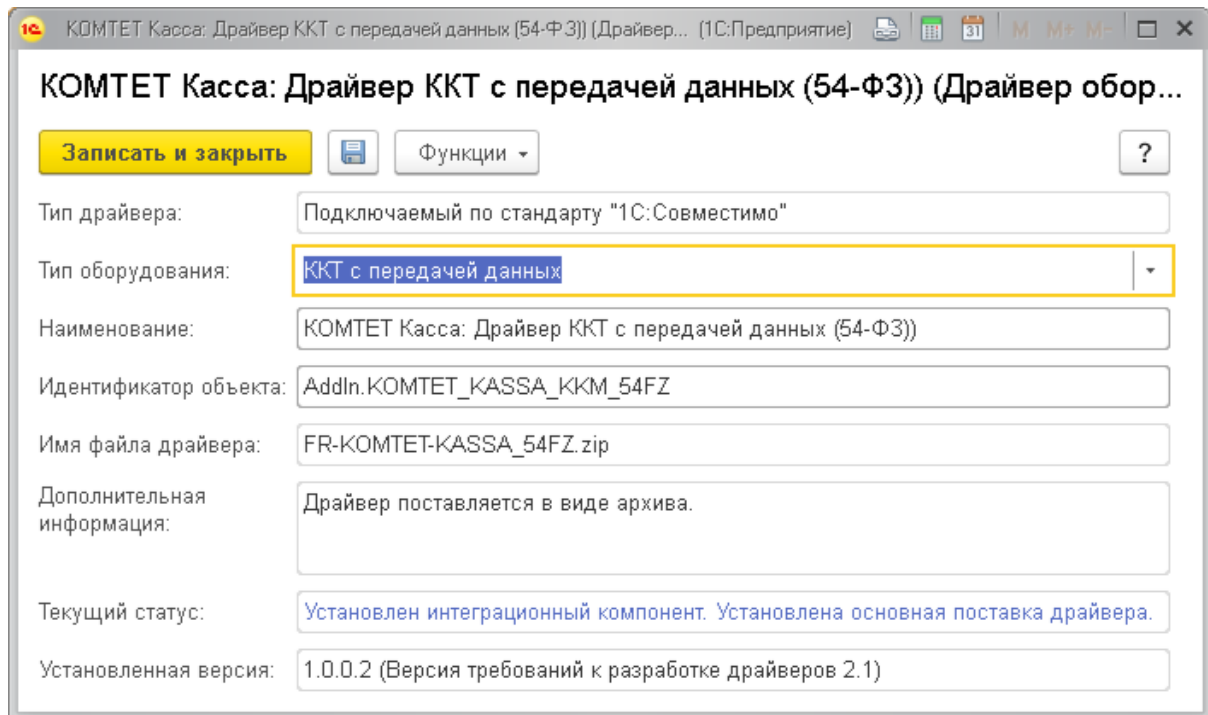 1С КОМТЕТ Касса: Драйвер ККТ с передачей данных (54-ФЗ)) (Драйвер... (1С:Предприятие) 31 M M+ M-
КОМТЕТ Касса: Драйвер ККТ с передачей данных (54-ФЗ)) (Драйвер обор...
Записать и закрыть Функции ?
Тип драйвера: Подключаемый по стандарту "1С:Совместимо"
Тип оборудования: ККТ с передачей данных
Наименование: КОМТЕТ Касса: Драйвер ККТ с передачей данных (54-ФЗ))
Идентификатор объекта: AddIn.KOMTET_KASSA_KKM_54FZ
Имя файла драйвера: FR-KOMTET-KASSA_54FZ.zip
Дополнительная
информация:
Драйвер поставляется в виде архива.
Текущий статус: Установлен интеграционный компонент. Установлена основная поставка драйвера.
Установленная версия: 1.0.0.2 (Версия требований к разработке драйверов 2.1)